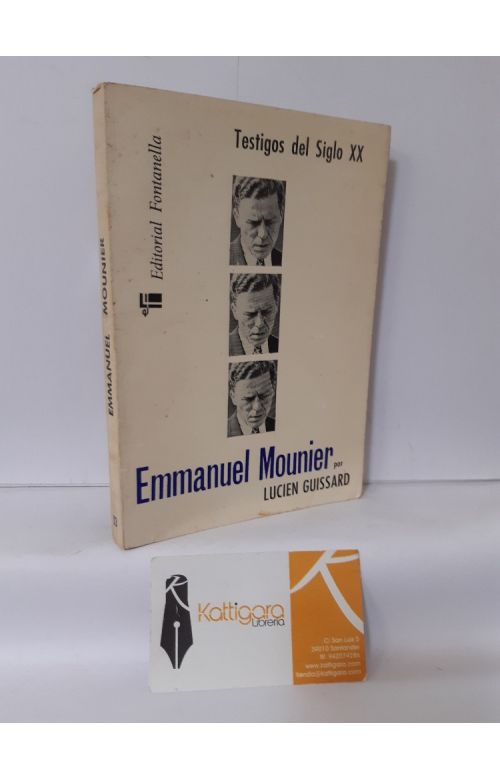 Testigos del Siglo XX
Editorial Fontanella
EMMANUEL MOUNIER
Emmanuel Mounier
por
LUCIEN GUISSARD
Kattigara
Librería
C/ San Luis 5
39010 Santander
www.kattigara.com
tienda@kattigara.com